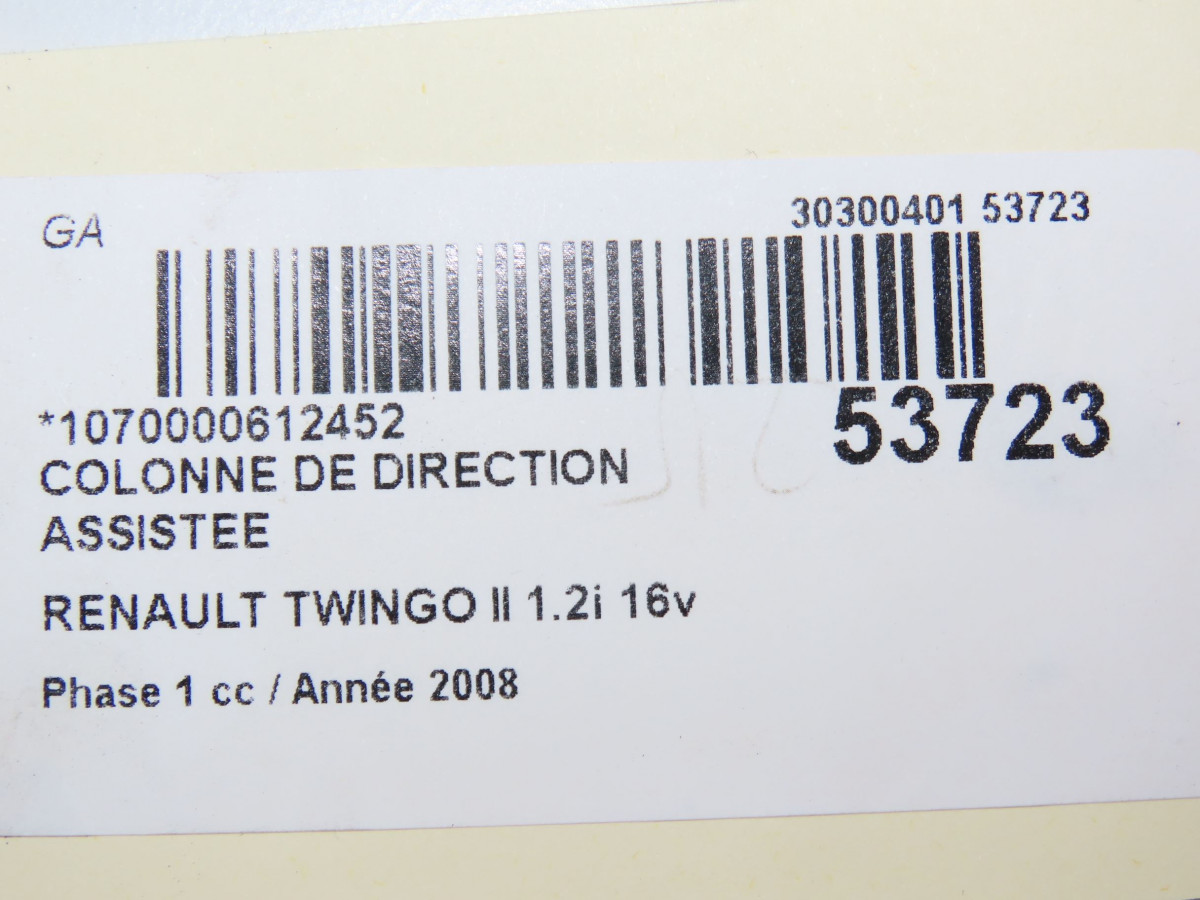 GA
30300401 53723
*1070000612452
53723
COLONNE DE DIRECTION
ASSISTEE
RENAULT TWINGO II 1.2i 16v
Phase 1 cc / Année 2008